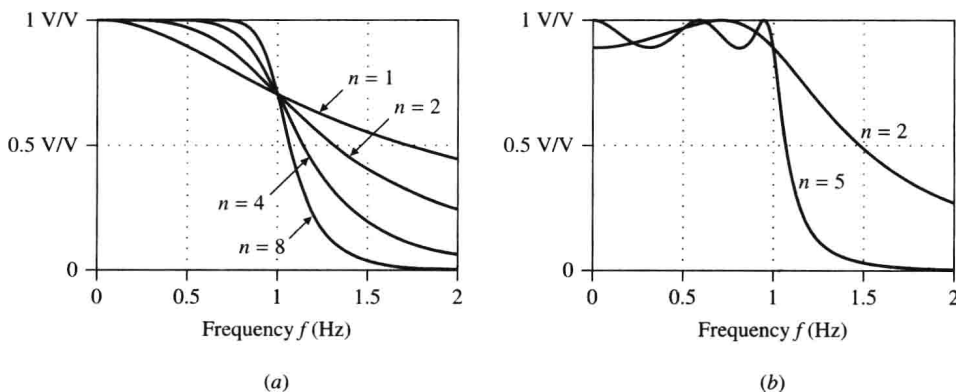 1 V/V
0.5 V/V
0
n = 1
n = 2
n = 4
n = 8
0 0.5 1 1.5 2
Frequency f (Hz)
(a)
1 V/V
0.5 V/V
0
n = 2
n = 5
0 0.5 1 1.5 2
Frequency f (Hz)
(b)